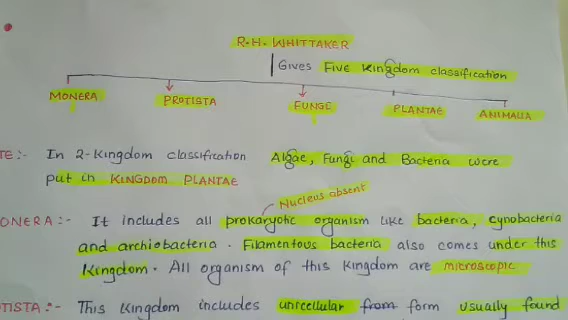 R.H. WHITTAKER
Gives Five Kingdom classification
MONERA PROTISTA FUNGI PLANTAE ANIMALIA
TE:- In 2-Kingdom classification Algae, Fungi and Bacteria were
put in KINGDOM PLANTAE
Nucleus absent
ONERA:- It includes all prokaryotic organism like bacteria, cynobacteria
and archiobacteria. Filamentous bacteria also comes under this
Kingdom. All organism of this Kingdom are microscopic
TISTA:- This Kingdom includes unicellular from form usually found